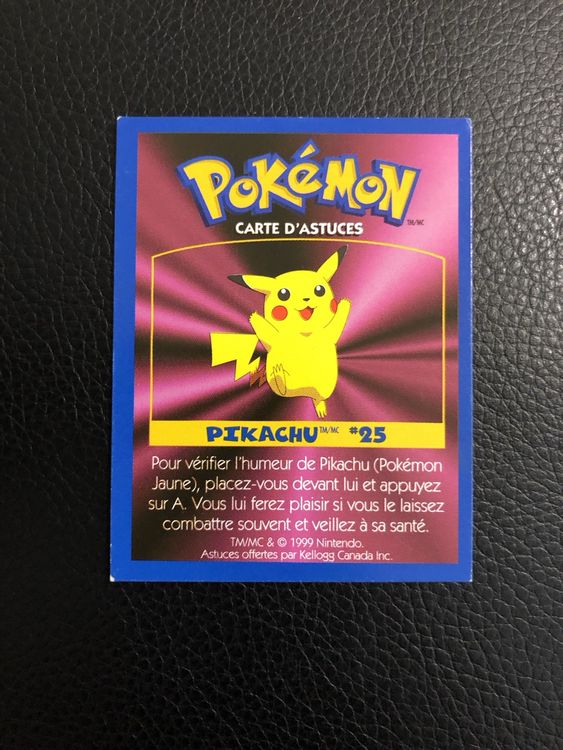 POKéMON
TM/MC
CARTE D'ASTUCES
PIKACHU TM/MC #25
Pour vérifier l'humeur de Pikachu (Pokémon
Jaune), placez-vous devant lui et appuyez
sur A. Vous lui ferez plaisir si vous le laissez
combattre souvent et veillez à sa santé.
TM/MC & © 1999 Nintendo.
Astuces offertes par Kellogg Canada Inc.